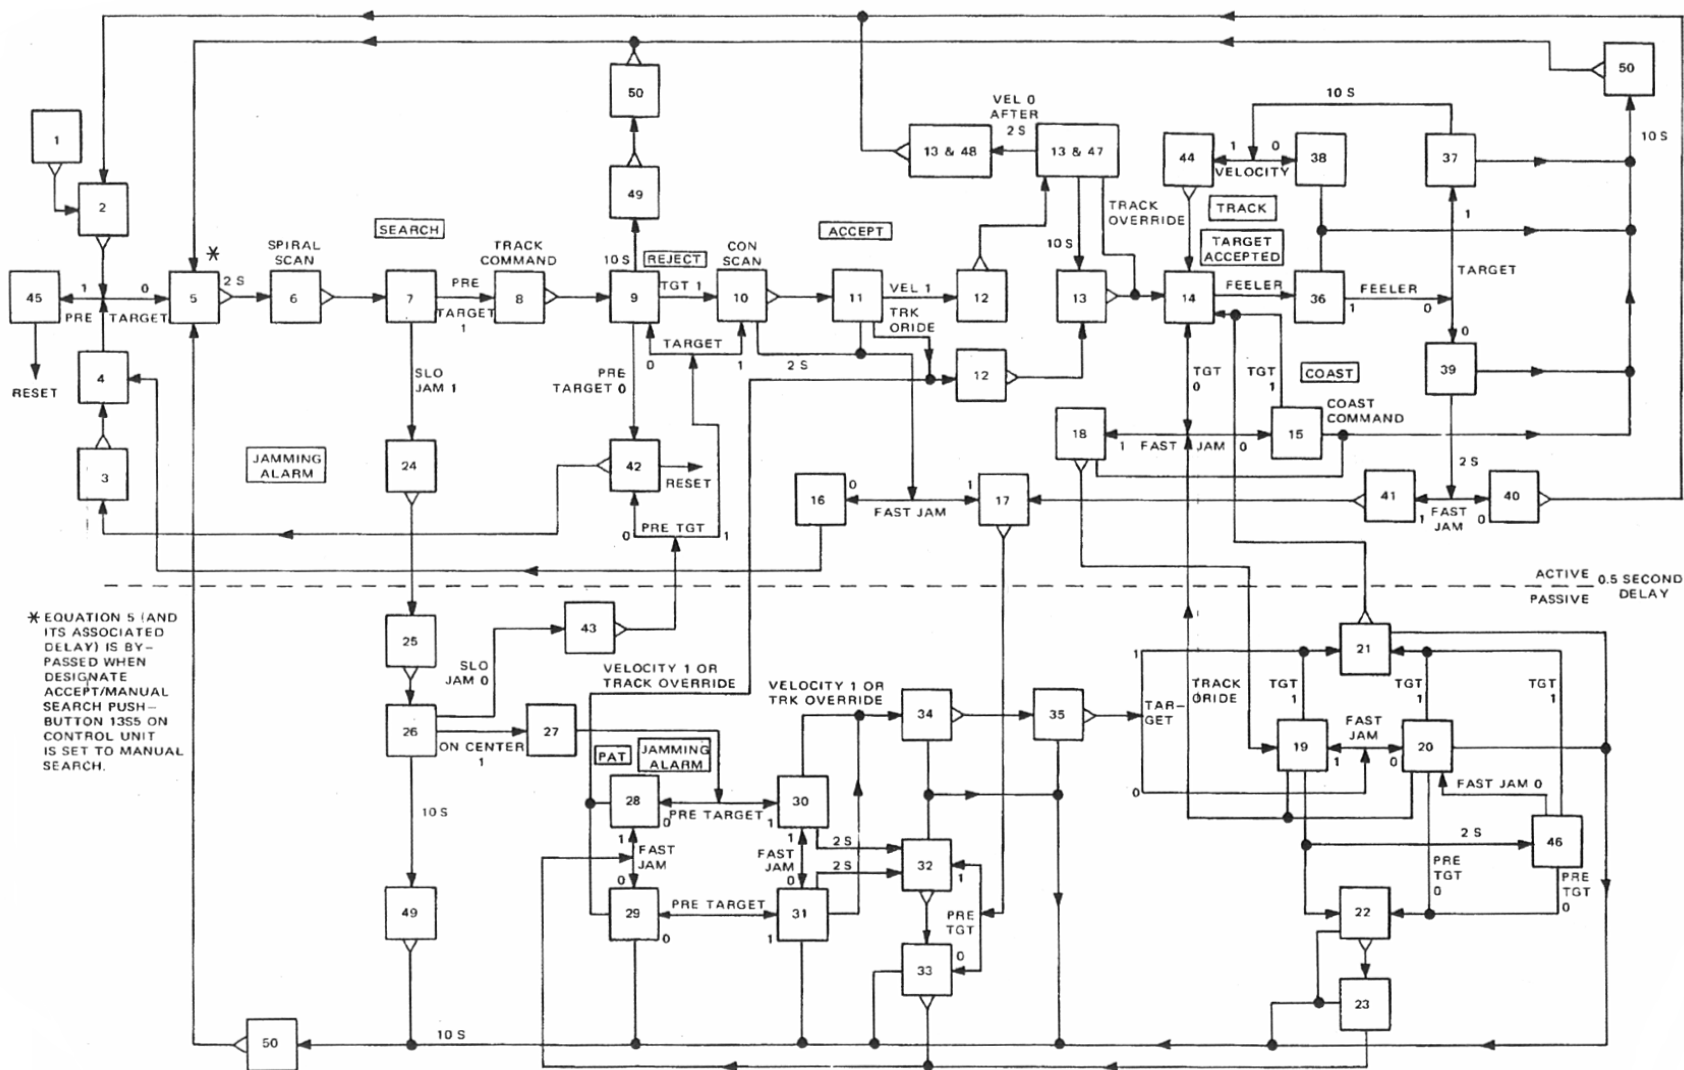 50
10 S
VEL 0
AFTER
2 S
50
10 S
1
13 & 48
13 & 47
44
1
0
38
37
VELOCITY
2
49
TRACK
OVERRIDE
TRACK
1
SEARCH
ACCEPT
TARGET
ACCEPTED
*
SPIRAL
SCAN
TRACK
COMMAND
10 S
REJECT
CON
SCAN
10 S
TARGET
45
1
0
5
2 S
6
7
PRE
TARGET
1
8
9
TGT 1
10
11
VEL 1
12
13
14
FEELER
36
1
FEELER
0
PRE
TARGET
TRK
ORIDE
0
RESET
4
SLO
JAM 1
PRE
TARGET 0
TARGET
0
1
2 S
12
TGT
0
TGT
1
COAST
39
COAST
COMMAND
3
JAMMING
ALARM
24
42
RESET
18
1
FAST JAM
0
15
2 S
16
0
FAST JAM
1
17
41
1
FAST
JAM
0
40
0
PRE TGT
1
ACTIVE
PASSIVE
0.5 SECOND
DELAY
* EQUATION 5 (AND
ITS ASSOCIATED
DELAY) IS BY-
PASSED WHEN
DESIGNATE
ACCEPT/MANUAL
SEARCH PUSH-
BUTTON 13S5 ON
CONTROL UNIT
IS SET TO MANUAL
SEARCH.
25
43
SLO
JAM 0
VELOCITY 1 OR
TRACK OVERRIDE
VELOCITY 1 OR
TRK OVERRIDE
34
35
1
TAR-
GET
0
TRACK
ORIDE
21
TGT
1
TGT
1
TGT
1
26
ON CENTER
1
27
PAT
JAMMING
ALARM
19
1
FAST
JAM
0
20
FAST JAM 0
28
0
PRE TARGET
1
30
10 S
1
FAST
JAM
0
1
FAST
JAM
0
2 S
2 S
32
1
2 S
46
PRE
TGT
0
PRE
TGT
0
49
29
0
PRE TARGET
1
31
PRE
TGT
0
22
33
23
50
10 S